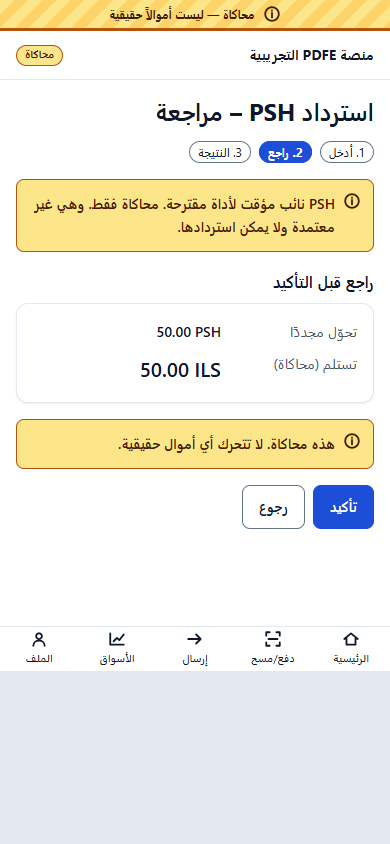 محاكاة — ليست أموالاً حقيقية
منصة PDFE التجريبية
محاكاة
استرداد PSH – مراجعة
1. أدخل
2. راجع
3. النتيجة
PSH نائب مؤقت لأداة مقترحة. محاكاة فقط. وهي غير
معتمدة ولا يمكن استردادها.
راجع قبل التأكيد
تحوّل مجددًا
50.00 PSH
تستلم (محاكاة)
50.00 ILS
هذه محاكاة. لا تتحرك أي أموال حقيقية.
تأكيد
رجوع
الرئيسية
دفع/مسح
إرسال
الأسواق
الملف